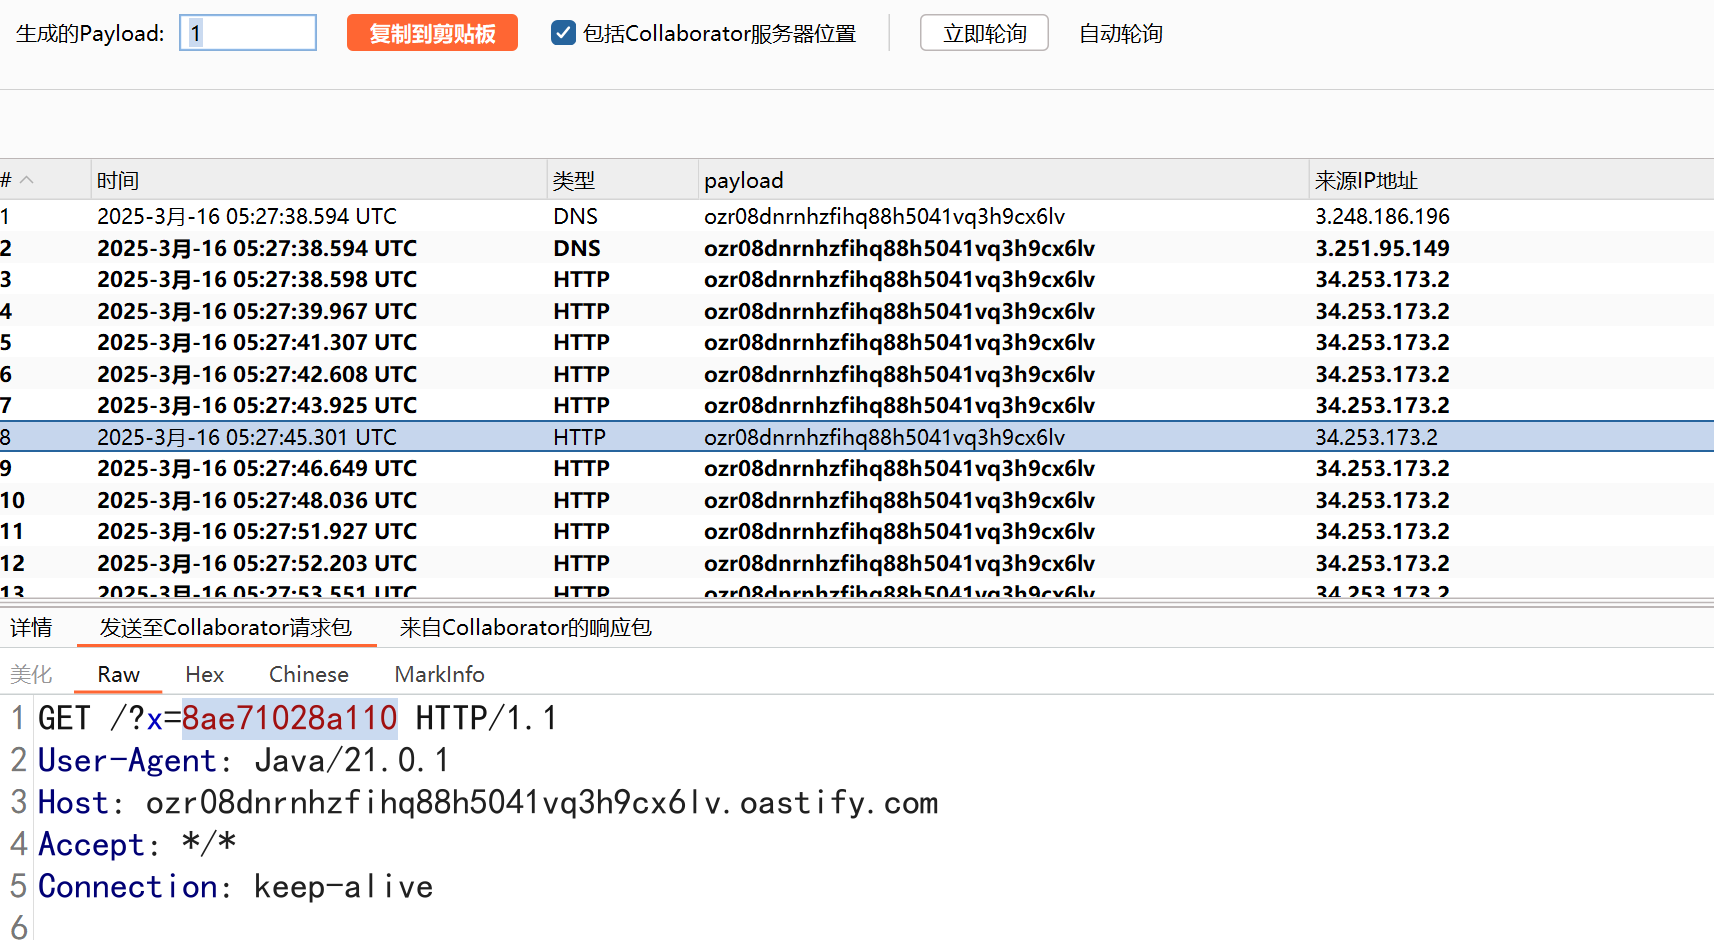 生成的Payload: 1 复制到剪贴板 包括Collaborator服务器位置 立即轮询 自动轮询
# 时间 类型 payload 来源IP地址
1 2025-3月-16 05:27:38.594 UTC DNS ozr08dnrnhzfihq88h5041vq3h9cx6lv 3.248.186.196
2 2025-3月-16 05:27:38.594 UTC DNS ozr08dnrnhzfihq88h5041vq3h9cx6lv 3.251.95.149
3 2025-3月-16 05:27:38.598 UTC HTTP ozr08dnrnhzfihq88h5041vq3h9cx6lv 34.253.173.2
4 2025-3月-16 05:27:39.967 UTC HTTP ozr08dnrnhzfihq88h5041vq3h9cx6lv 34.253.173.2
5 2025-3月-16 05:27:41.307 UTC HTTP ozr08dnrnhzfihq88h5041vq3h9cx6lv 34.253.173.2
6 2025-3月-16 05:27:42.608 UTC HTTP ozr08dnrnhzfihq88h5041vq3h9cx6lv 34.253.173.2
7 2025-3月-16 05:27:43.925 UTC HTTP ozr08dnrnhzfihq88h5041vq3h9cx6lv 34.253.173.2
8 2025-3月-16 05:27:45.301 UTC HTTP ozr08dnrnhzfihq88h5041vq3h9cx6lv 34.253.173.2
9 2025-3月-16 05:27:46.649 UTC HTTP ozr08dnrnhzfihq88h5041vq3h9cx6lv 34.253.173.2
10 2025-3月-16 05:27:48.036 UTC HTTP ozr08dnrnhzfihq88h5041vq3h9cx6lv 34.253.173.2
11 2025-3月-16 05:27:51.927 UTC HTTP ozr08dnrnhzfihq88h5041vq3h9cx6lv 34.253.173.2
12 2025-3月-16 05:27:52.203 UTC HTTP ozr08dnrnhzfihq88h5041vq3h9cx6lv 34.253.173.2
13 2025-3月-16 05:27:53.551 UTC HTTP ozr08dnrnhzfihq88h5041vq3h9cx6lv 34.253.173.2
详情 发送至Collaborator请求包 来自Collaborator的响应包
美化 Raw Hex Chinese MarkInfo
1 GET /?x=8ae71028a110 HTTP/1.1
2 User-Agent: Java/21.0.1
3 Host: ozr08dnrnhzfihq88h5041vq3h9cx6lv.oastify.com
4 Accept: */*
5 Connection: keep-alive
6